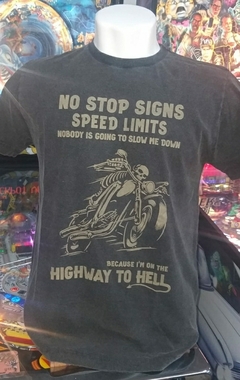 NO STOP SIGNS
SPEED LIMITS
NOBODY IS GOING TO SLOW ME DOWN
BECAUSE I'M ON THE
HIGHWAY TO HELL